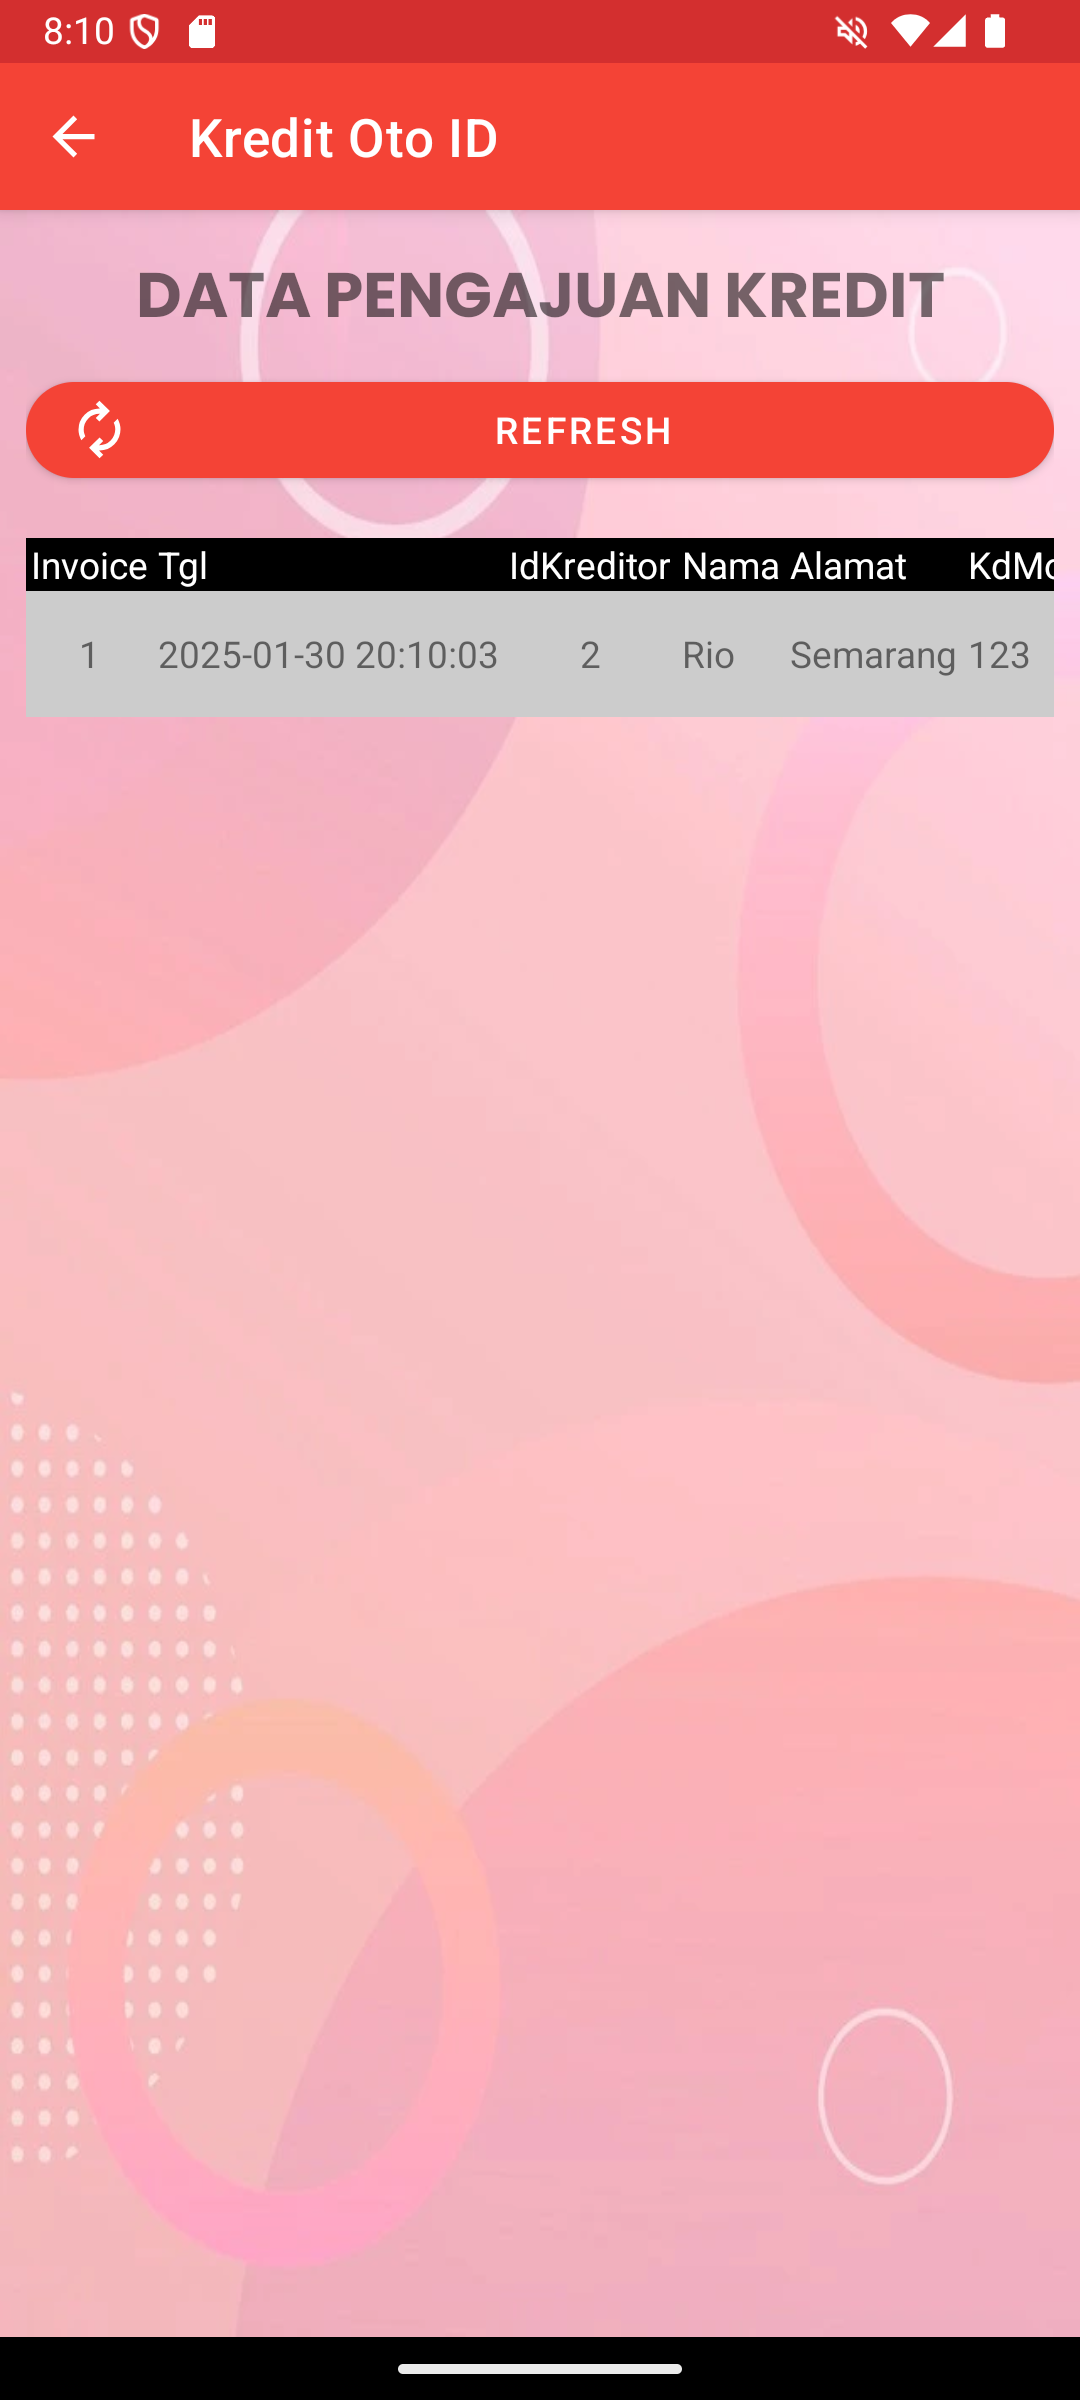 8:10
Kredit Oto ID
DATA PENGAJUAN KREDIT
REFRESH
Invoice Tgl IdKreditor Nama Alamat
1 2025-01-30 20:10:03 2 Rio Semarang 123